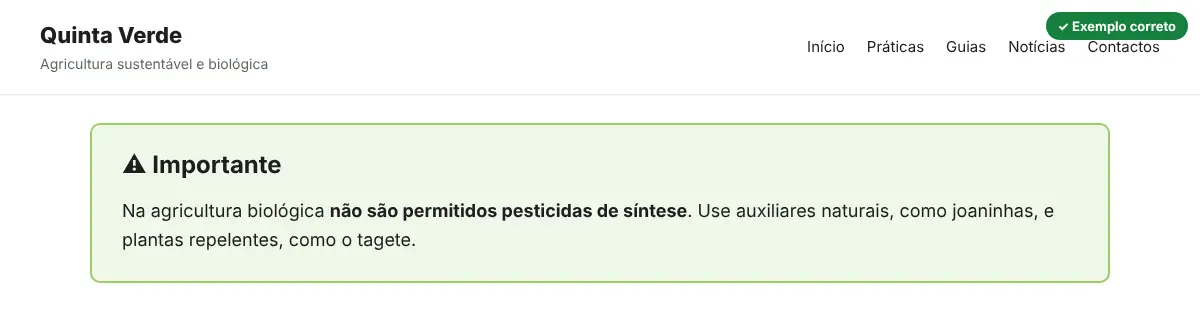 Quinta Verde
Agricultura sustentável e biológica
✓ Exemplo correto
Início Práticas Guias Notícias Contactos
⚠ Importante
Na agricultura biológica não são permitidos pesticidas de síntese. Use auxiliares naturais, como joaninhas, e
plantas repelentes, como o tagete.